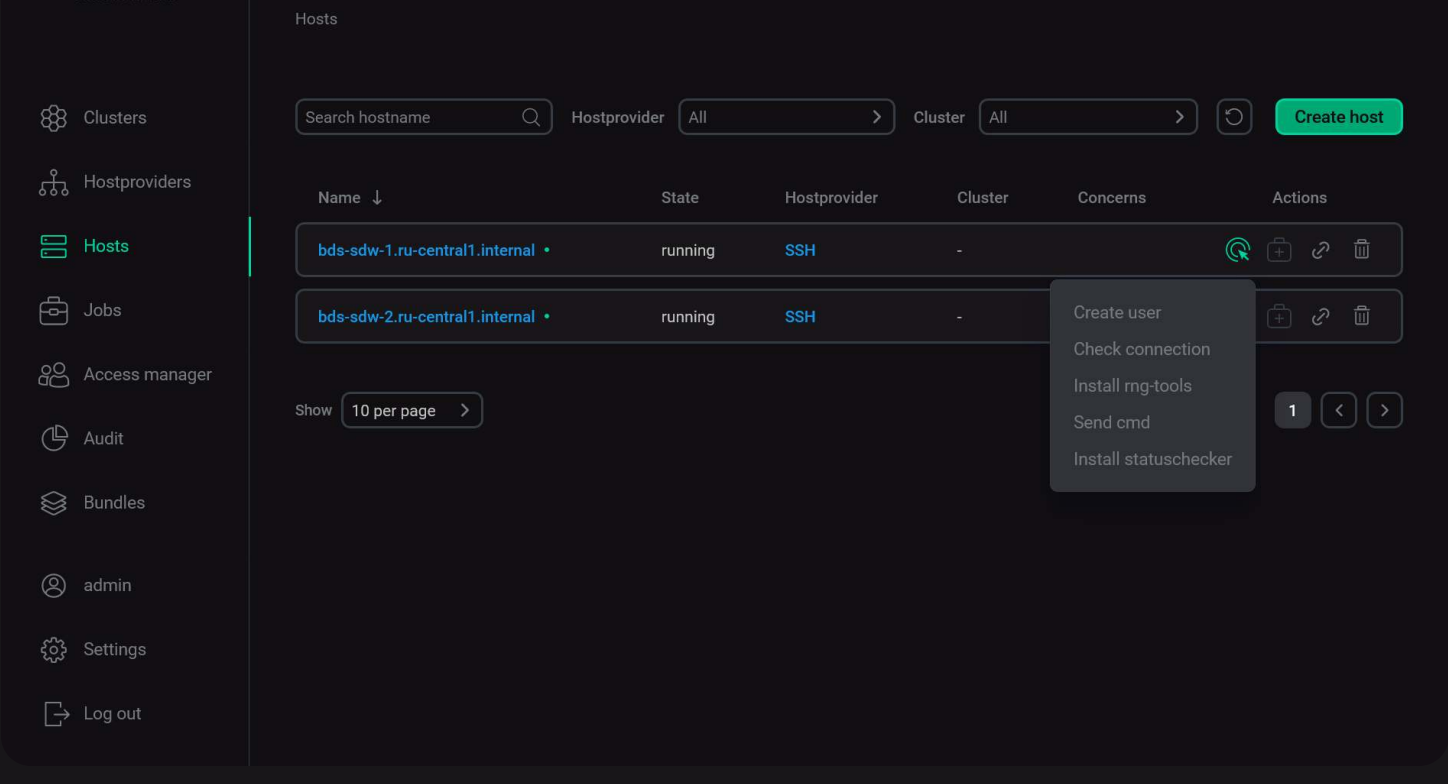 Hosts
Clusters
Hostproviders
Hosts
Jobs
Access manager
Audit
Bundles
admin
Settings
Log out
Search hostname
Hostprovider All
Cluster All
Create host
Name State Hostprovider Cluster Concerns Actions
bds-sdw-1.ru-central1.internal running SSH -
bds-sdw-2.ru-central1.internal running SSH -
Create user
Check connection
Install rng-tools
Send cmd
Install statuschecker
Show 10 per page
1